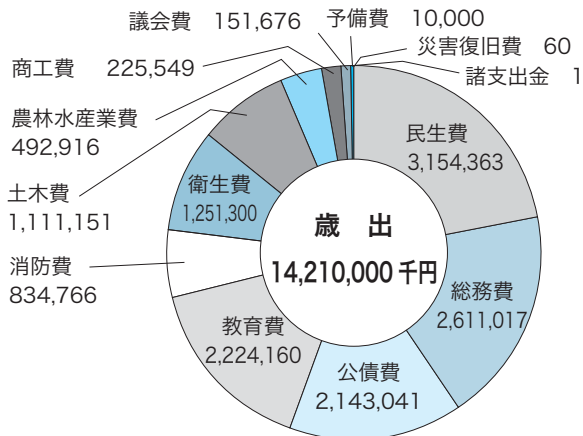 議会費 151,676
予備費 10,000
災害復旧費 60
諸支出金 1
商工費 225,549
農林水産業費
492,916
土木費
1,111,151
消防費
834,766
衛生費
1,251,300
民生費
3,154,363
総務費
2,611,017
公債費
2,143,041
教育費
2,224,160
歳 出
14,210,000 千円